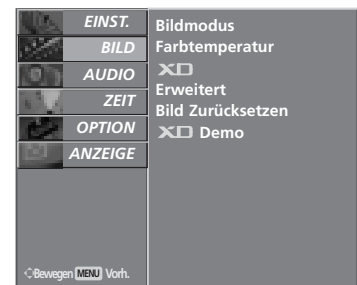 EINST.
BILD
AUDIO
ZEIT
OPTION
ANZEIGE
Bildmodus
Farbtemperatur
XD
Erweitert
Bild Zurücksetzen
XD Demo
Bewegen MENU Vorh.